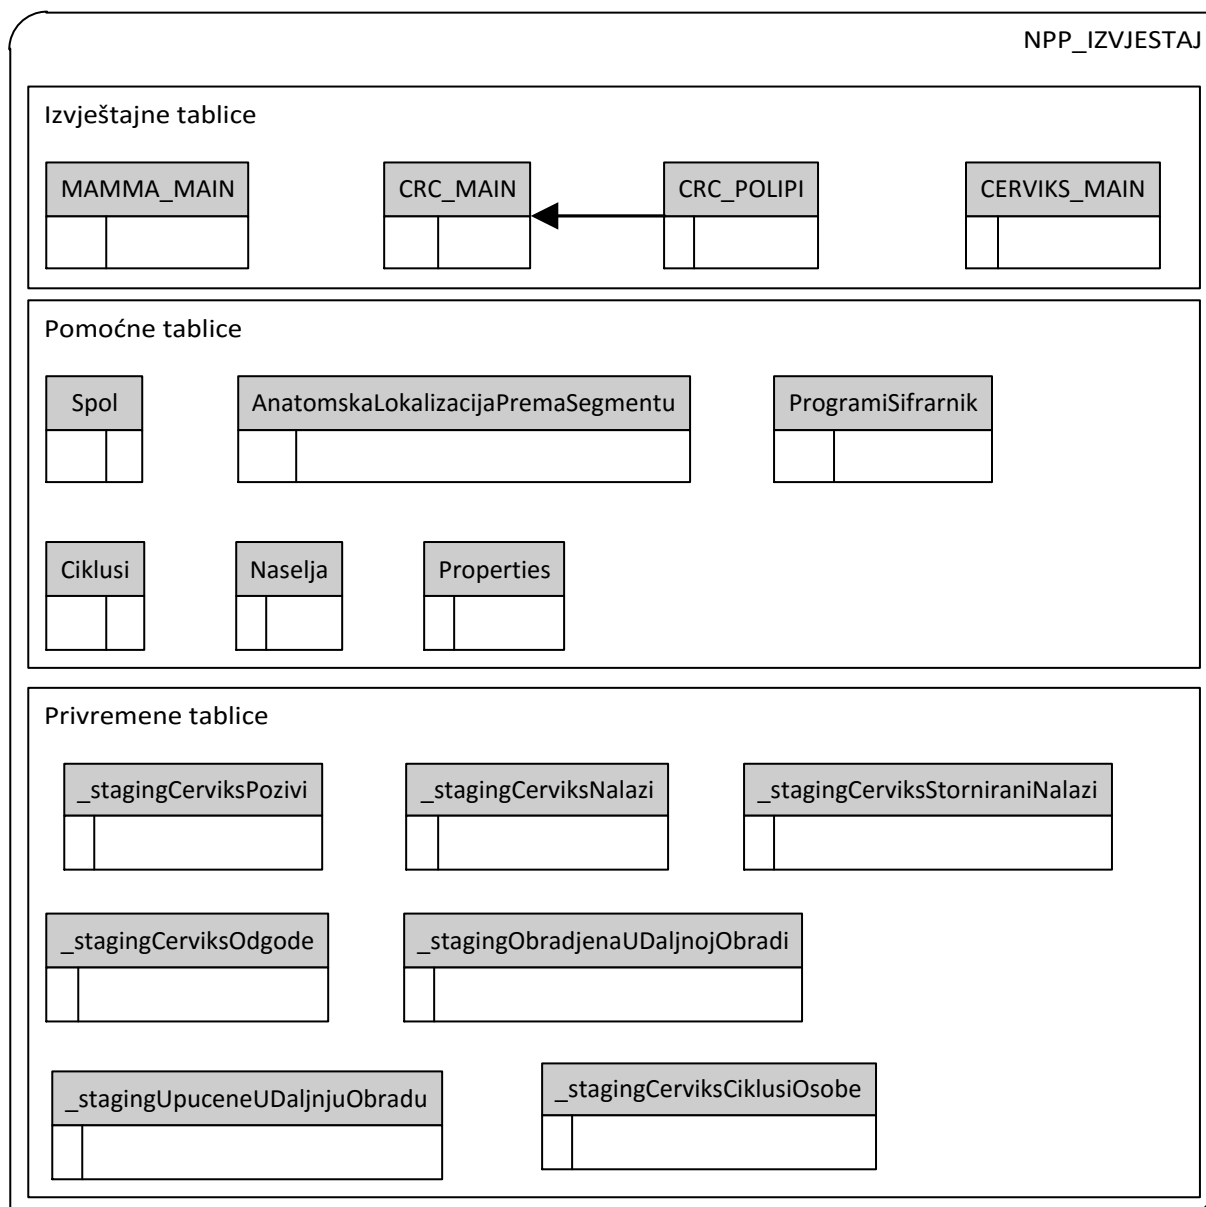 NPP_IZVJESTAJ
Izvještajne tablice
MAMMA_MAIN
CRC_MAIN
CRC_POLIPI
CERVIKS_MAIN
Pomoćne tablice
Spol
AnatomskaLokalizacijaPremaSegmentu
ProgramiSifrarnik
Ciklusi
Naselja
Properties
Privremene tablice
_stagingCerviksPozivi
_stagingCerviksNalazi
_stagingCerviksStorniraniNalazi
_stagingCerviksOdgode
_stagingObradjenaUDaljnojObradi
_stagingUpuceneUDaljnjuObradu
_stagingCerviksCiklusiOsobe